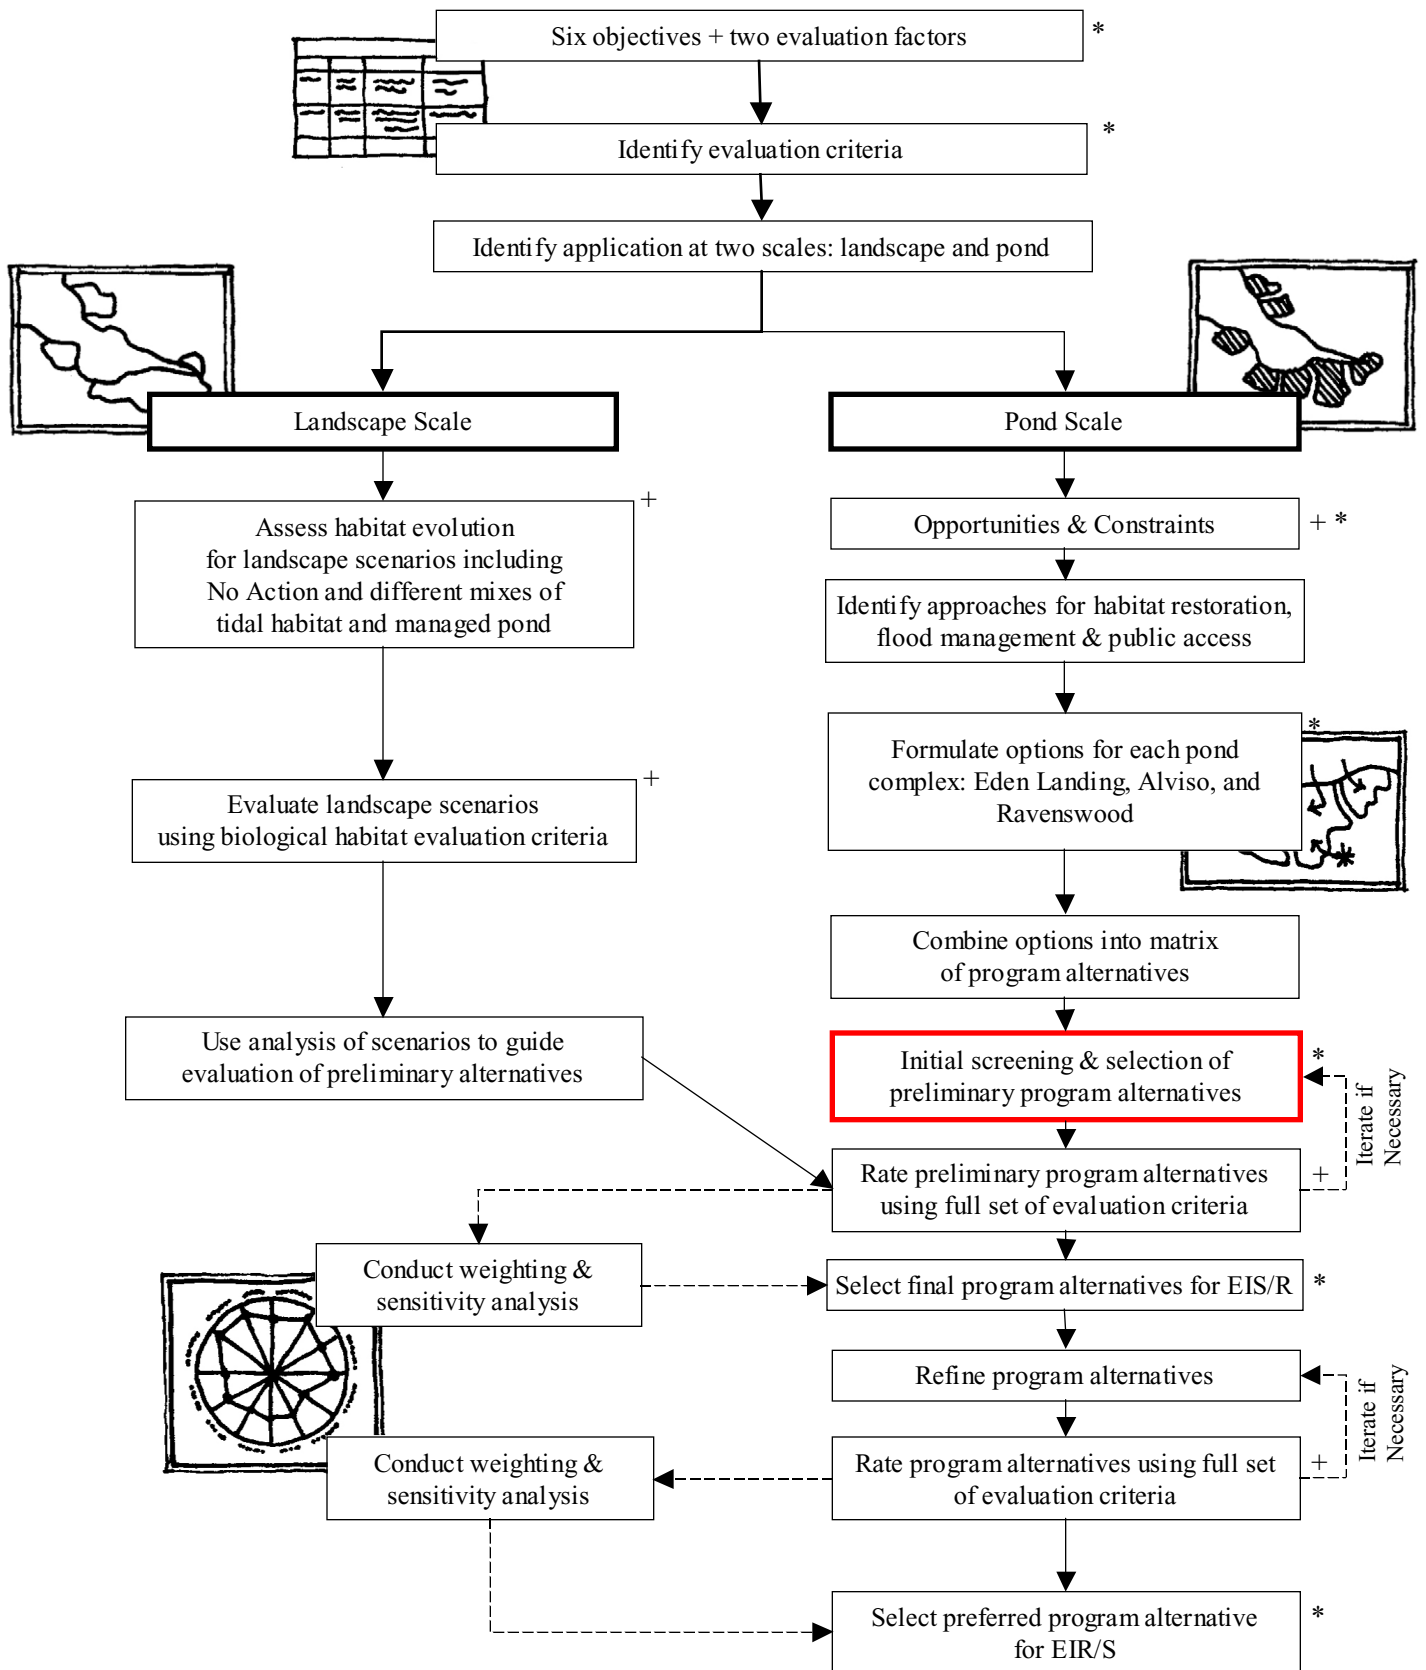 Six objectives + two evaluation factors
*
Identify evaluation criteria
*
Identify application at two scales: landscape and pond
Landscape Scale
Pond Scale
Assess habitat evolution
for landscape scenarios including
No Action and different mixes of
tidal habitat and managed pond
+
Opportunities & Constraints
+ *
Identify approaches for habitat restoration,
flood management & public access
Evaluate landscape scenarios
using biological habitat evaluation criteria
+
Formulate options for each pond
complex: Eden Landing, Alviso, and
Ravenswood
*
Combine options into matrix
of program alternatives
Use analysis of scenarios to guide
evaluation of preliminary alternatives
Initial screening & selection of
preliminary program alternatives
*
Iterate if
Necessary
Rate preliminary program alternatives
using full set of evaluation criteria
+
Conduct weighting &
sensitivity analysis
Select final program alternatives for EIS/R
*
Refine program alternatives
Iterate if
Necessary
Conduct weighting &
sensitivity analysis
Rate program alternatives using full set
of evaluation criteria
+
Select preferred program alternative
for EIR/S
*